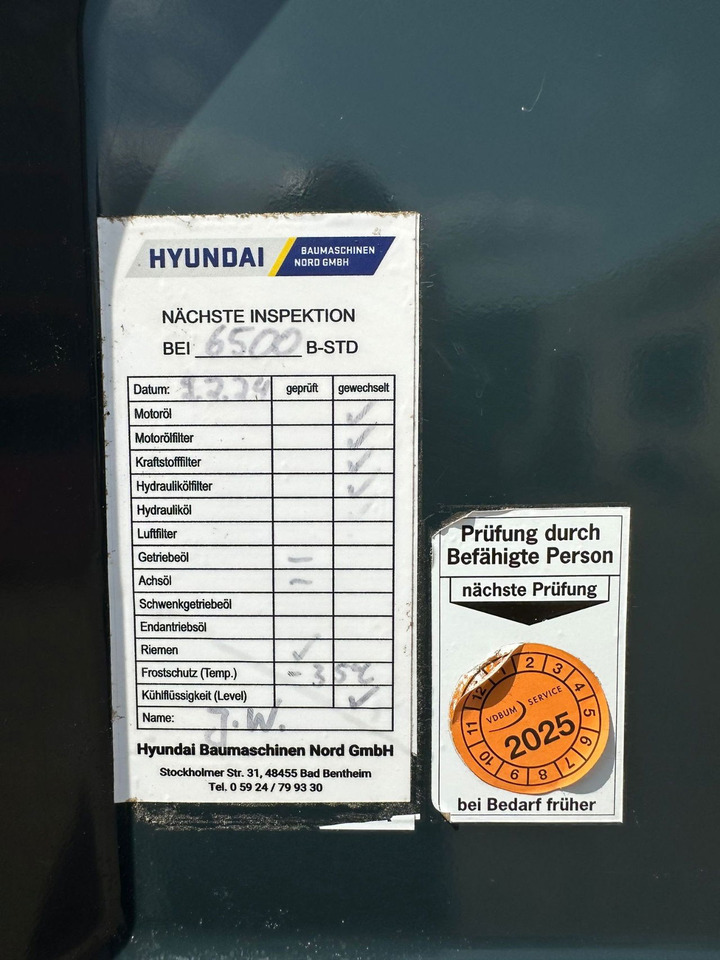 HYUNDAI BAUMASCHINEN
NORD GMBH
NÄCHSTE INSPEKTION
BEI 6500 B-STD
Datum: geprüft gewechselt
Motoröl ✓
Motorölfilter ✓
Kraftstofffilter ✓
Hydraulikölfilter ✓
Hydrauliköl
Luftfilter
Getriebeöl –
Achsöl –
Schwenkgetriebeöl
Endantriebsöl
Riemen ✓
Frostschutz (Temp.) -35°C
Kühlflüssigkeit (Level) ✓
Name: J.W.
Hyundai Baumaschinen Nord GmbH
Stockholmer Str. 31, 48455 Bad Bentheim
Tel. 0 59 24 / 79 93 30
Prüfung durch
Befähigte Person
nächste Prüfung
1 2 3 4 5 6 7 8 9 10 11 12
VDBUM SERVICE
2025
bei Bedarf früher